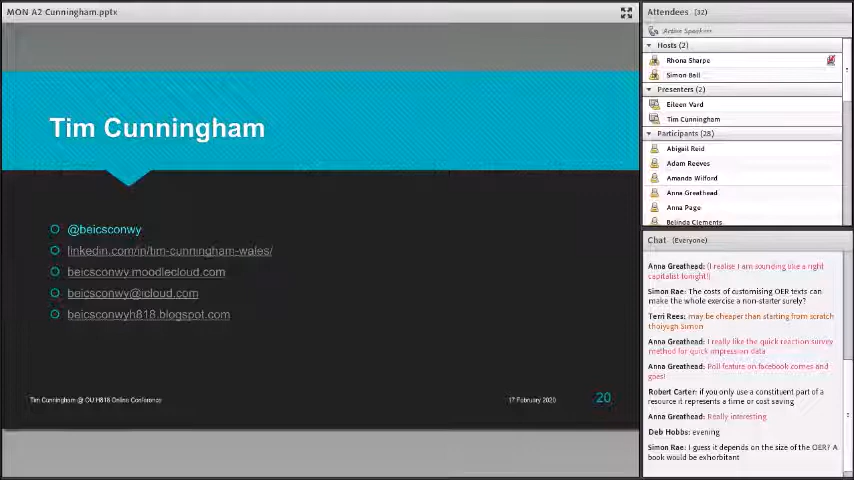 MON A2 Cunningham.pptx
Tim Cunningham
@beicsconwy
linkedin.com/in/tim-cunningham-wales/
beicsconwy.moodlecloud.com
beicsconwy@icloud.com
beicsconwyh818.blogspot.com
Tim Cunningham @ OU H818 Online Conference
17 February 2020
20
Attendees (32)
Active Speakers
Hosts (2)
Rhona Sharpe
Simon Ball
Presenters (2)
Eileen Vard
Tim Cunningham
Participants (28)
Abigail Reid
Adam Reeves
Amanda Wilford
Anna Greathead
Anna Page
Belinda Clements
Chat (Everyone)
Anna Greathead: (I realise I am sounding like a right
capitalist tonight!)
Simon Rae: The costs of customising OER texts can
make the whole exercise a non-starter surely?
Terri Rees: may be cheaper than starting from scratch
thoiyugh Simon
Anna Greathead: I really like the quick reaction survey
method for quick impression data
Anna Greathead: Poll feature on facebook comes and
goes!
Robert Carter: if you only use a constituent part of a
resource it represents a time or cost saving
Anna Greathead: Really interesting
Deb Hobbs: evening
Simon Rae: I guess it depends on the size of the OER? A
book would be exhorbitant